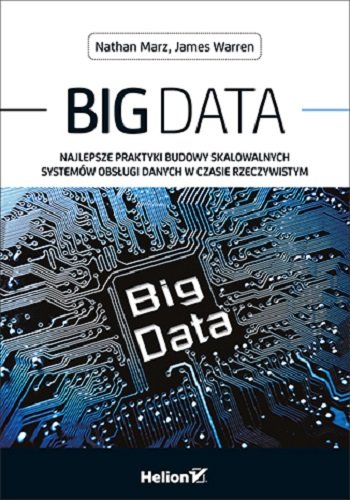 Nathan Marz, James Warren
BIG DATA
NAJLEPSZE PRAKTYKI BUDOWY SKALOWALNYCH
SYSTEMÓW OBSŁUGI DANYCH W CZASIE RZECZYWISTYM
Big
Data
Helion